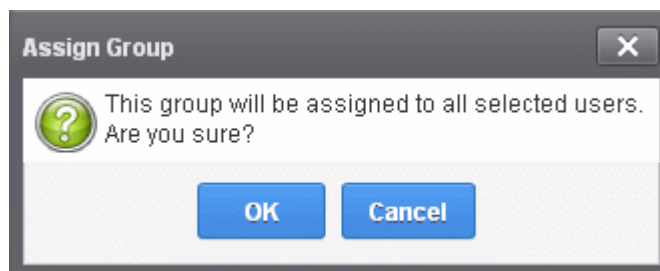 Assign Group
This group will be assigned to all selected users.
Are you sure?
OK
Cancel